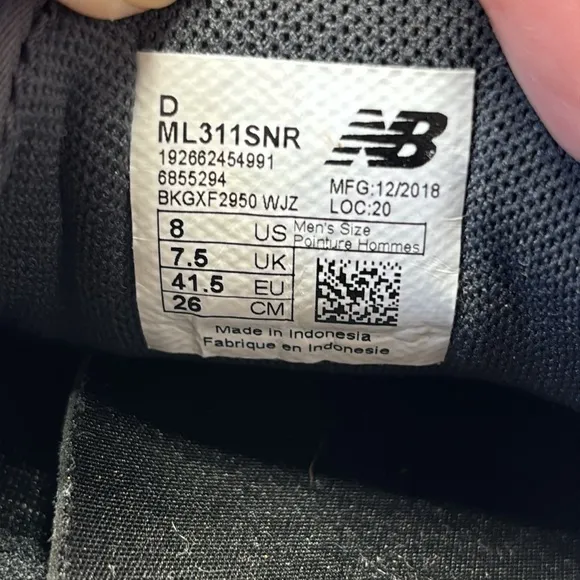 D
ML311SNR
192662454991
6855294
BKGXF2950 WJZ
NB
MFG:12/2018
LOC:20
8 US Men's Size
Pointure Hommes
7.5 UK
41.5 EU
26 CM
Made in Indonesia
Fabrique en Indonesie